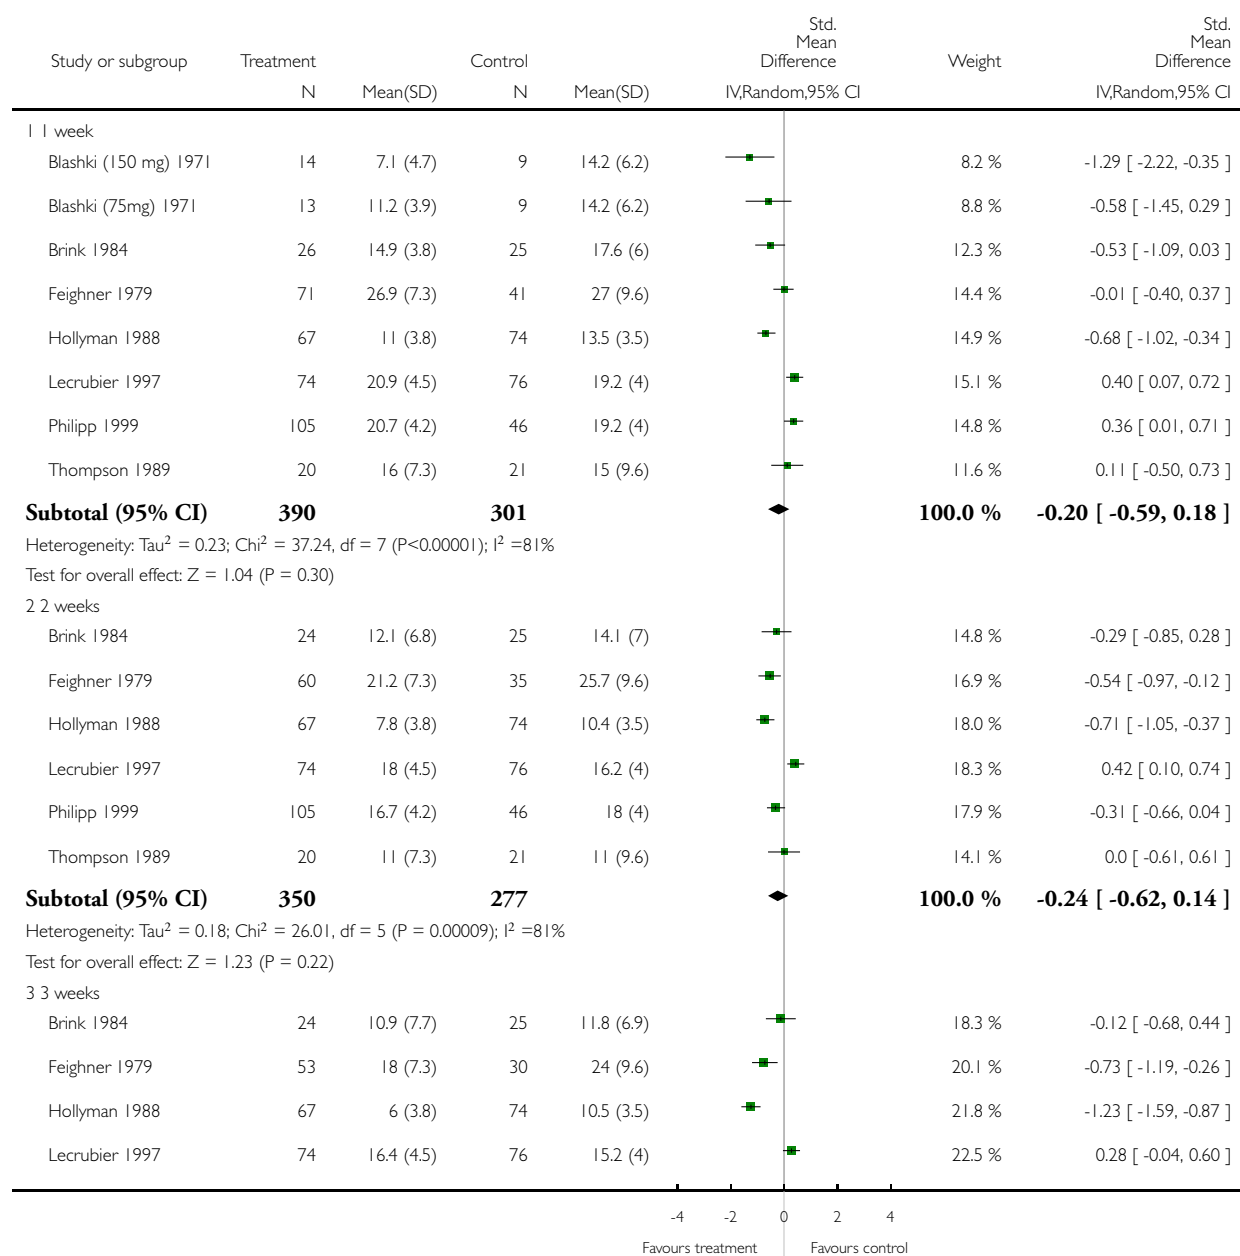 Std. Std.
Mean Mean
Study or subgroup Treatment Control Difference Weight Difference
N Mean(SD) N Mean(SD) IV,Random,95% CI IV,Random,95% CI
1 1 week
Blashki (150 mg) 1971 14 7.1 (4.7) 9 14.2 (6.2) 8.2 % -1.29 [ -2.22, -0.35 ]
Blashki (75mg) 1971 13 11.2 (3.9) 9 14.2 (6.2) 8.8 % -0.58 [ -1.45, 0.29 ]
Brink 1984 26 14.9 (3.8) 25 17.6 (6) 12.3 % -0.53 [ -1.09, 0.03 ]
Feighner 1979 71 26.9 (7.3) 41 27 (9.6) 14.4 % -0.01 [ -0.40, 0.37 ]
Hollyman 1988 67 11 (3.8) 74 13.5 (3.5) 14.9 % -0.68 [ -1.02, -0.34 ]
Lecrubier 1997 74 20.9 (4.5) 76 19.2 (4) 15.1 % 0.40 [ 0.07, 0.72 ]
Philipp 1999 105 20.7 (4.2) 46 19.2 (4) 14.8 % 0.36 [ 0.01, 0.71 ]
Thompson 1989 20 16 (7.3) 21 15 (9.6) 11.6 % 0.11 [ -0.50, 0.73 ]
Subtotal (95% CI) 390 301 100.0 % -0.20 [ -0.59, 0.18 ]
Heterogeneity: Tau² = 0.23; Chi² = 37.24, df = 7 (P<0.00001); I² =81%
Test for overall effect: Z = 1.04 (P = 0.30)
2 2 weeks
Brink 1984 24 12.1 (6.8) 25 14.1 (7) 14.8 % -0.29 [ -0.85, 0.28 ]
Feighner 1979 60 21.2 (7.3) 35 25.7 (9.6) 16.9 % -0.54 [ -0.97, -0.12 ]
Hollyman 1988 67 7.8 (3.8) 74 10.4 (3.5) 18.0 % -0.71 [ -1.05, -0.37 ]
Lecrubier 1997 74 18 (4.5) 76 16.2 (4) 18.3 % 0.42 [ 0.10, 0.74 ]
Philipp 1999 105 16.7 (4.2) 46 18 (4) 17.9 % -0.31 [ -0.66, 0.04 ]
Thompson 1989 20 11 (7.3) 21 11 (9.6) 14.1 % 0.0 [ -0.61, 0.61 ]
Subtotal (95% CI) 350 277 100.0 % -0.24 [ -0.62, 0.14 ]
Heterogeneity: Tau² = 0.18; Chi² = 26.01, df = 5 (P = 0.00009); I² =81%
Test for overall effect: Z = 1.23 (P = 0.22)
3 3 weeks
Brink 1984 24 10.9 (7.7) 25 11.8 (6.9) 18.3 % -0.12 [ -0.68, 0.44 ]
Feighner 1979 53 18 (7.3) 30 24 (9.6) 20.1 % -0.73 [ -1.19, -0.26 ]
Hollyman 1988 67 6 (3.8) 74 10.5 (3.5) 21.8 % -1.23 [ -1.59, -0.87 ]
Lecrubier 1997 74 16.4 (4.5) 76 15.2 (4) 22.5 % 0.28 [ -0.04, 0.60 ]
-4 -2 0 2 4
Favours treatment Favours control